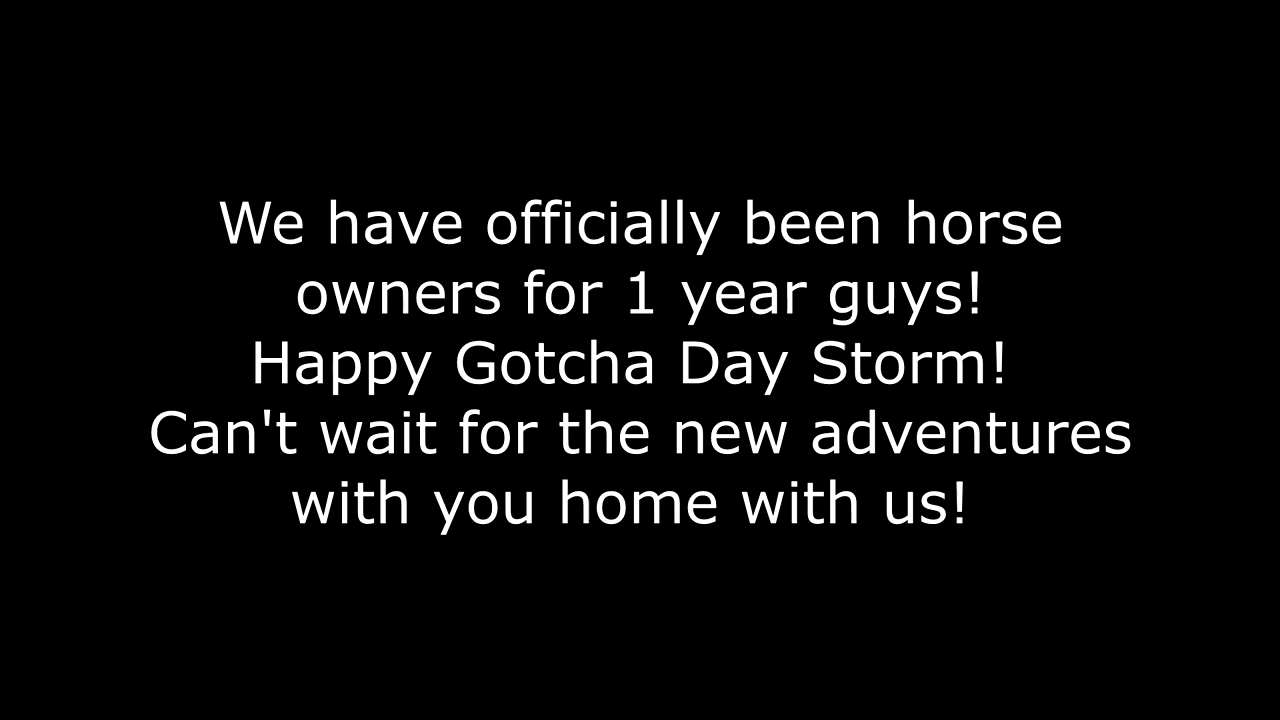 We have officially been horse
owners for 1 year guys!
Happy Gotcha Day Storm!
Can't wait for the new adventures
with you home with us!